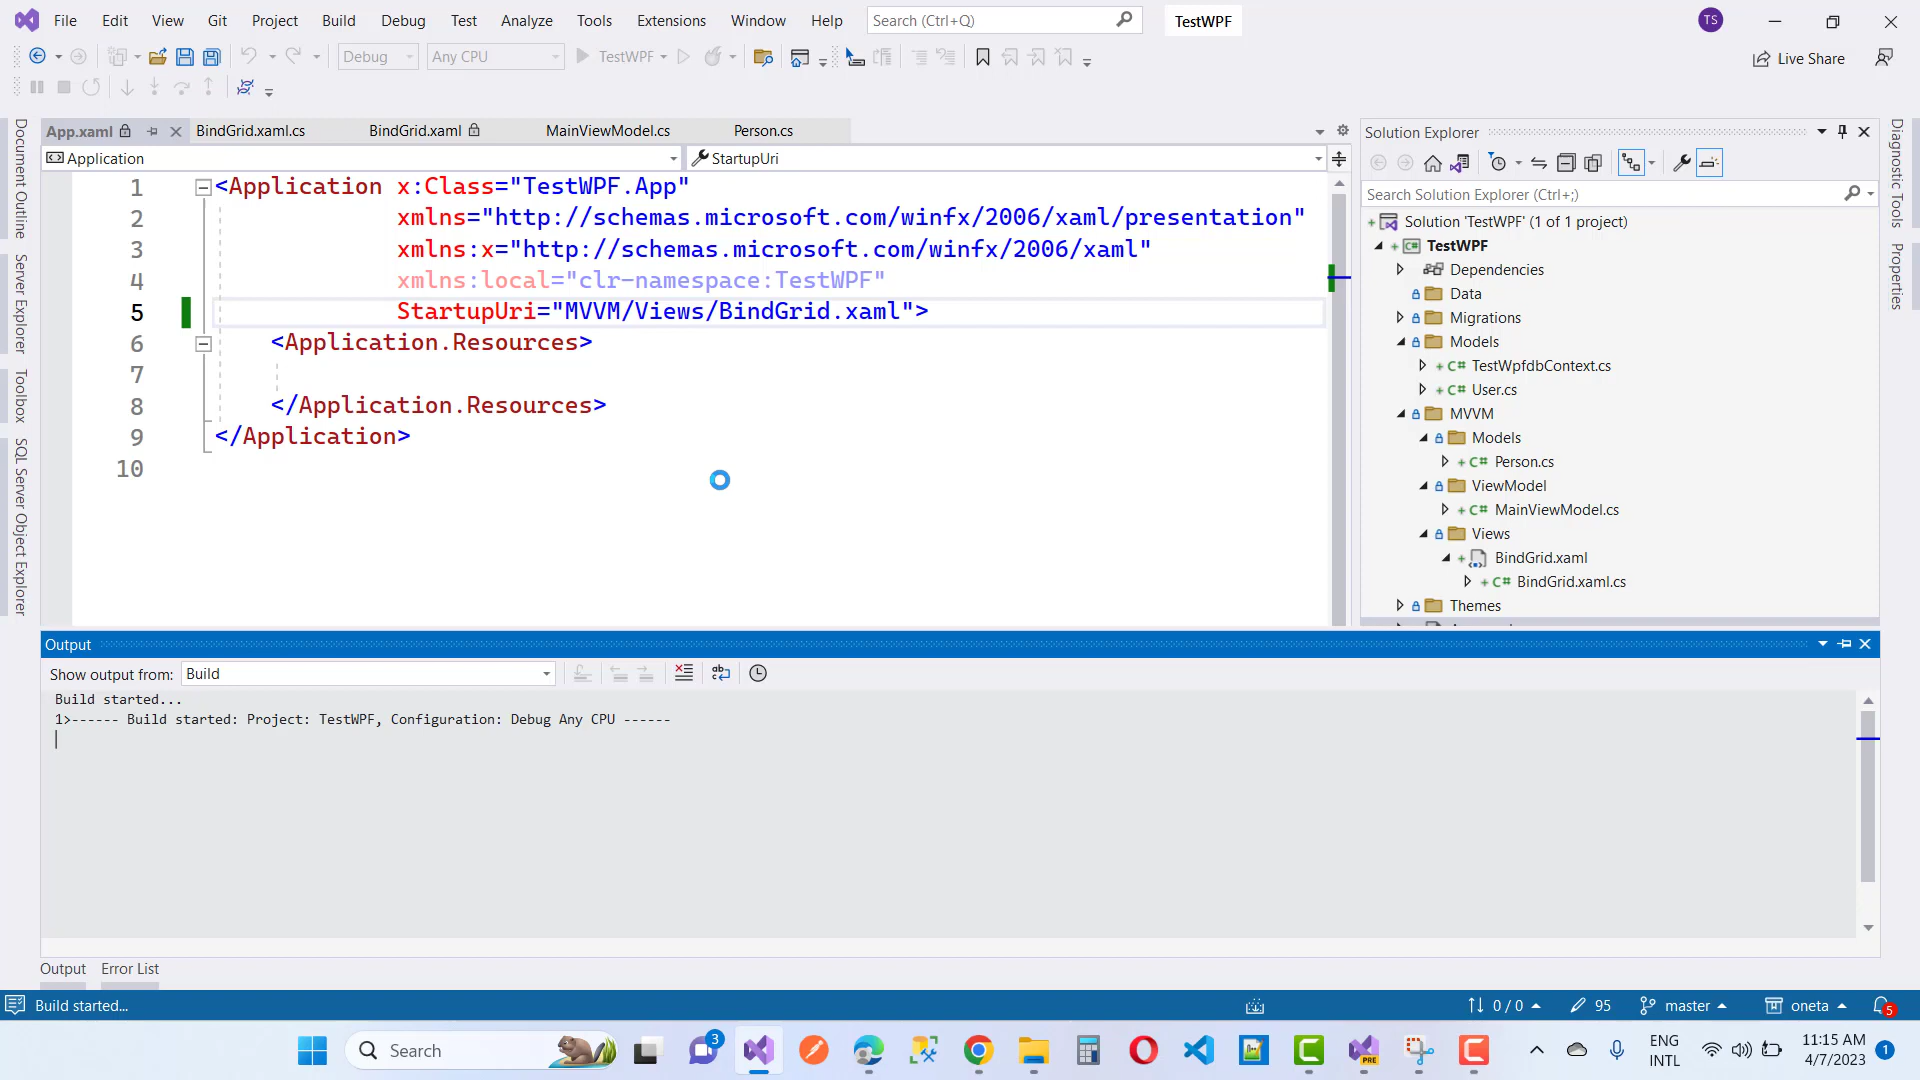 File Edit View Git Project Build Debug Test Analyze Tools Extensions Window Help Search (Ctrl+Q) TestWPF TS
Debug Any CPU TestWPF Live Share
App.xaml BindGrid.xaml.cs BindGrid.xaml MainViewModel.cs Person.cs
Application StartupUri
1 <Application x:Class="TestWPF.App"
2 xmlns="http://schemas.microsoft.com/winfx/2006/xaml/presentation"
3 xmlns:x="http://schemas.microsoft.com/winfx/2006/xaml"
4 xmlns:local="clr-namespace:TestWPF"
5 StartupUri="MVVM/Views/BindGrid.xaml">
6 <Application.Resources>
7
8 </Application.Resources>
9 </Application>
10
Document Outline
Server Explorer
Toolbox
SQL Server Object Explorer
Solution Explorer
Search Solution Explorer (Ctrl+;)
Solution 'TestWPF' (1 of 1 project)
TestWPF
Dependencies
Data
Migrations
Models
TestWpfdbContext.cs
User.cs
MVVM
Models
Person.cs
ViewModel
MainViewModel.cs
Views
BindGrid.xaml
BindGrid.xaml.cs
Themes
Diagnostic Tools
Properties
Output
Show output from: Build
Build started...
1>------ Build started: Project: TestWPF, Configuration: Debug Any CPU ------
Output Error List
Build started... 0 / 0 95 master oneta 5
Search 3 PRE ENG INTL 11:15 AM 4/7/2023 1